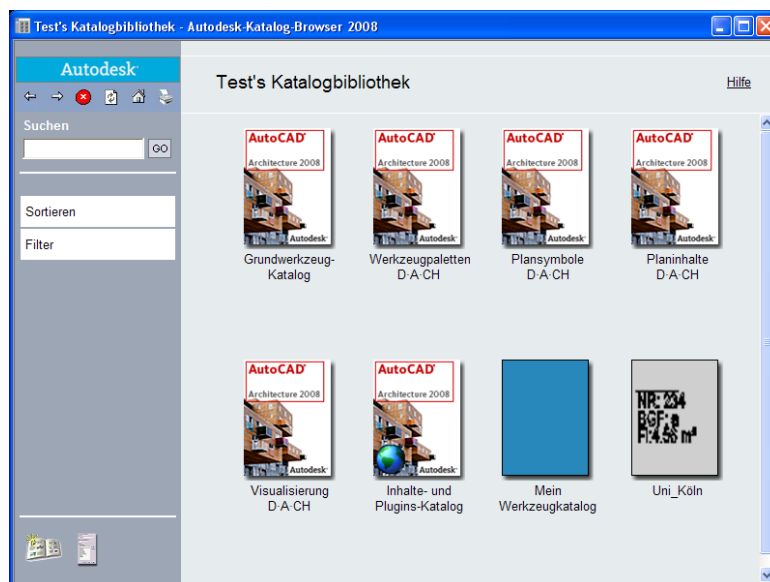 Test's Katalogbibliothek - Autodesk-Katalog-Browser 2008
Autodesk
Suchen
GO
Sortieren
Filter
Test's Katalogbibliothek
Hilfe
AutoCAD
Architecture 2008
Autodesk
Grundwerkzeug-
Katalog
AutoCAD
Architecture 2008
Autodesk
Werkzeugpaletten
D·A·CH
AutoCAD
Architecture 2008
Autodesk
Plansymbole
D·A·CH
AutoCAD
Architecture 2008
Autodesk
Planinhalte
D·A·CH
AutoCAD
Architecture 2008
Autodesk
Visualisierung
D·A·CH
AutoCAD
Architecture 2008
Autodesk
Inhalte- und
Plugins-Katalog
Mein
Werkzeugkatalog
NR: 234
BGF: e
Fl:4.56 m²
Uni_Köln